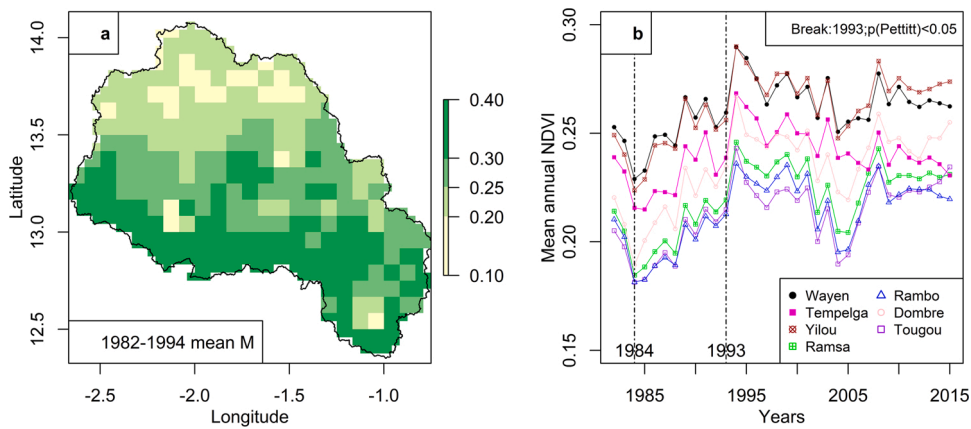 a
14.0
13.5
13.0
12.5
Latitude
-2.5 -2.0 -1.5 -1.0
Longitude
1982-1994 mean M
0.40
0.30
0.25
0.20
0.10
b
Break:1993;p(Pettitt)<0.05
0.30
0.25
0.20
0.15
Mean annual NDVI
1984 1993
Wayen
Tempelga
Yilou
Ramsa
Rambo
Dombre
Tougou
1985 1995 2005 2015
Years